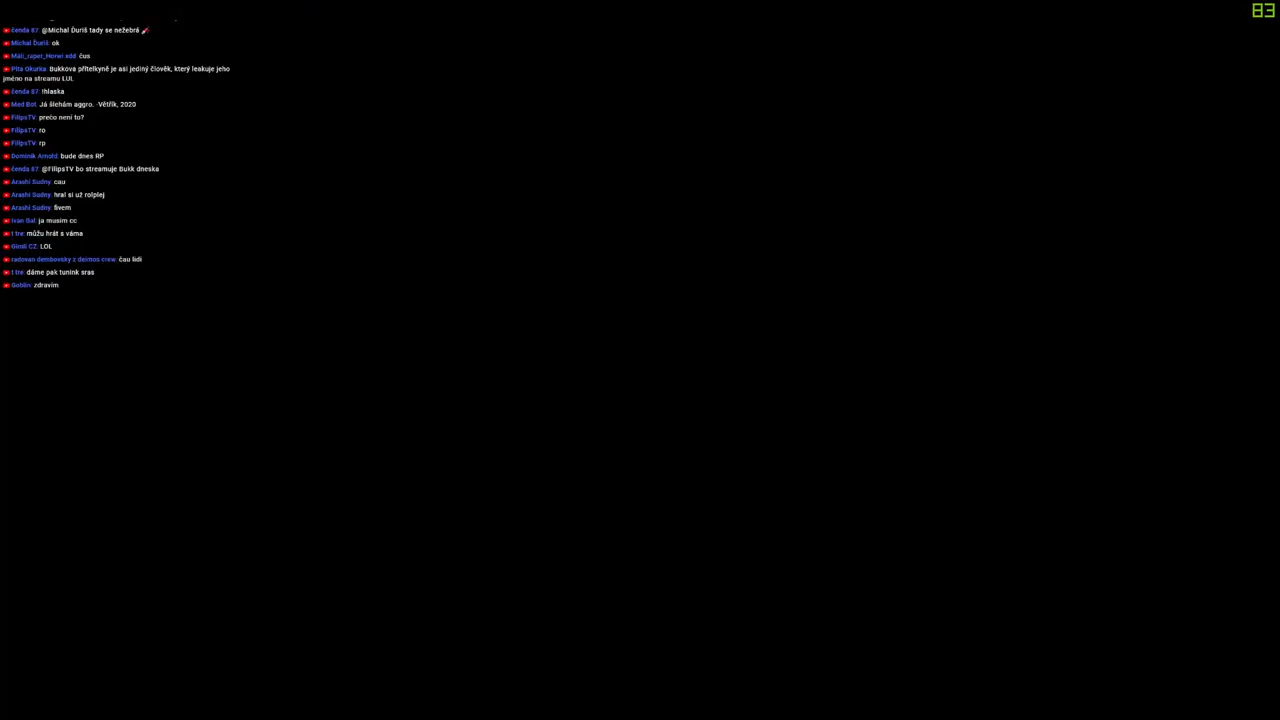 83
čenda 87: @Michal Ďuriš tady se nežebrá
Michal Ďuriš: ok
Mali_raper_Horwi xdd: čus
Pita Okurka: Bukkova přítelkyně je asi jediný člověk, který leakuje jeho
jméno na streamu LUL
čenda 87: !hlaska
Med Bot: Já šlehám aggro. -Větřík, 2020
FilipsTV: prečo není to?
FilipsTV: ro
FilipsTV: rp
Dominik Arnold: bude dnes RP
čenda 87: @FilipsTV bo streamuje Bukk dneska
Arashi Sudny: cau
Arashi Sudny: hral si už rolplej
Arashi Sudny: fivem
Ivan Bal: ja musim cc
t tre: můžu hrát s váma
Gimli CZ: LOL
radovan dembovsky z deimos crew: čau lidi
t tre: dáme pak tunink sras
Goblin: zdravím